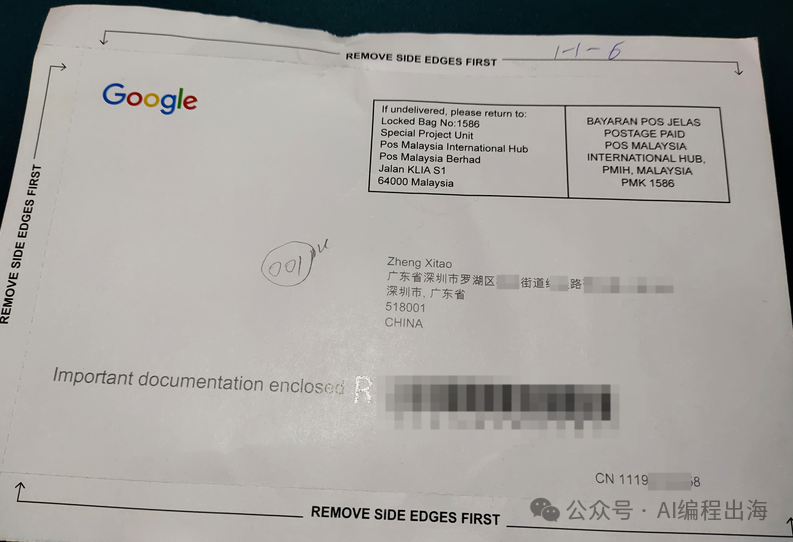 REMOVE SIDE EDGES FIRST
1-1-6
Google
If undelivered, please return to:
Locked Bag No:1586
Special Project Unit
Pos Malaysia International Hub
Pos Malaysia Berhad
Jalan KLIA S1
64000 Malaysia
BAYARAN POS JELAS
POSTAGE PAID
POS MALAYSIA
INTERNATIONAL HUB,
PMIH, MALAYSIA
PMK 1586
REMOVE SIDE EDGES FIRST
001
Zheng Xitao
广东省深圳市罗湖区 街道 路
深圳市、广东省
518001
CHINA
Important documentation enclosed R
CN 1119 8
REMOVE SIDE EDGES FIRST
公众号 · AI编程出海